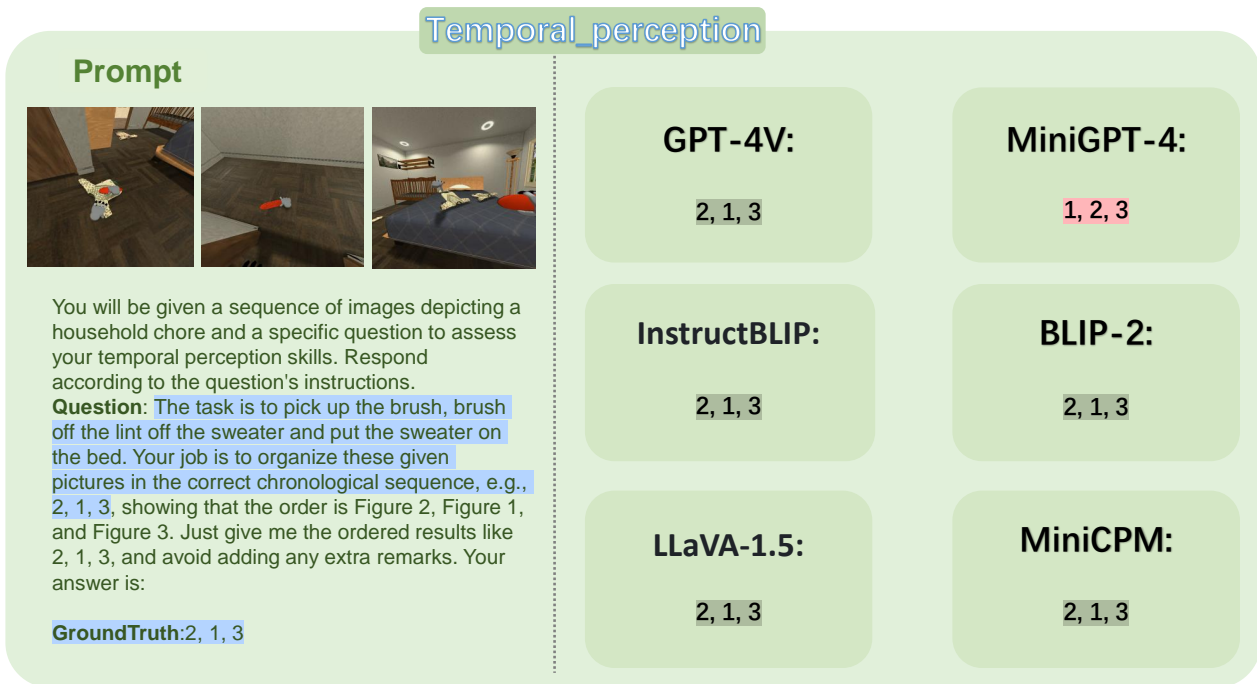 Temporal_perception
Prompt
You will be given a sequence of images depicting a
household chore and a specific question to assess
your temporal perception skills. Respond
according to the question's instructions.
Question: The task is to pick up the brush, brush
off the lint off the sweater and put the sweater on
the bed. Your job is to organize these given
pictures in the correct chronological sequence, e.g.,
2, 1, 3, showing that the order is Figure 2, Figure 1,
and Figure 3. Just give me the ordered results like
2, 1, 3, and avoid adding any extra remarks. Your
answer is:
GroundTruth:2, 1, 3
GPT-4V:
2, 1, 3
MiniGPT-4:
1, 2, 3
InstructBLIP:
2, 1, 3
BLIP-2:
2, 1, 3
LLaVA-1.5:
2, 1, 3
MiniCPM:
2, 1, 3